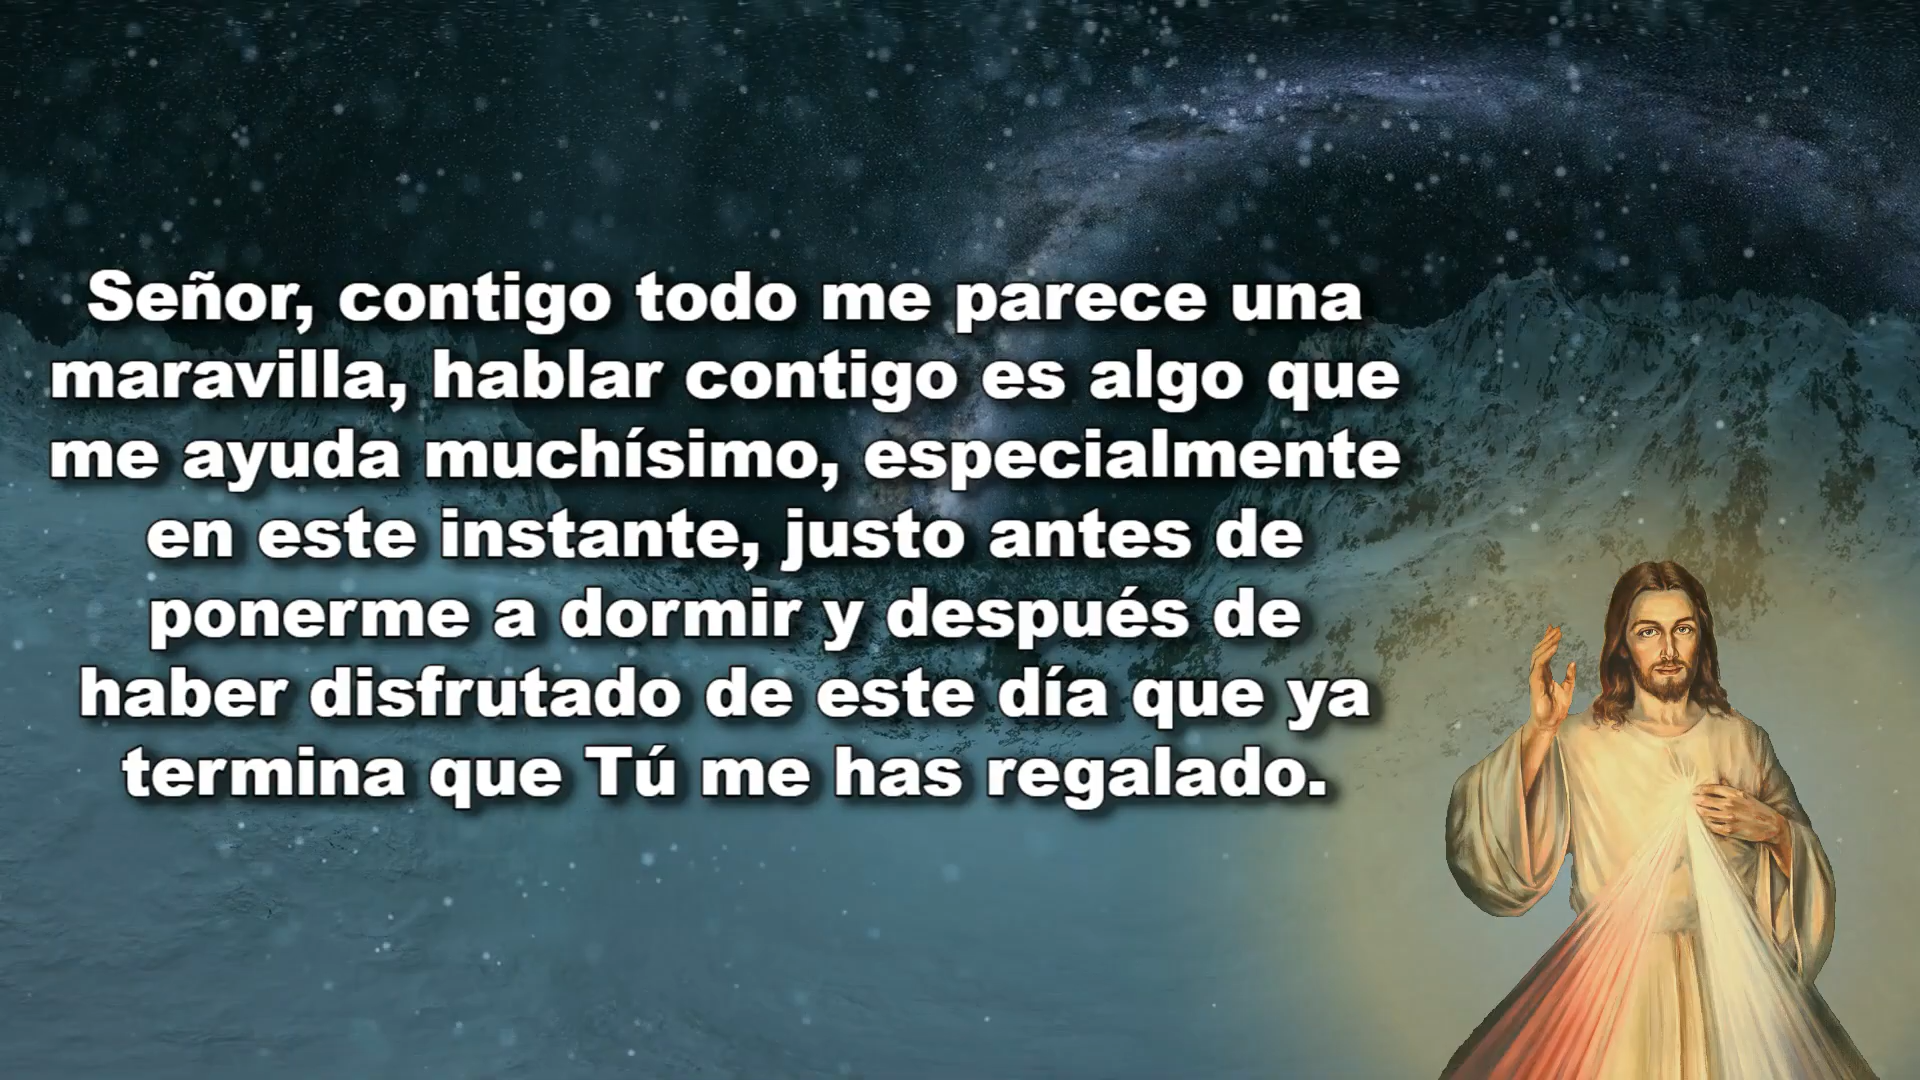 Señor, contigo todo me parece una
maravilla, hablar contigo es algo que
me ayuda muchísimo, especialmente
en este instante, justo antes de
ponerme a dormir y después de
haber disfrutado de este día que ya
termina que Tú me has regalado.